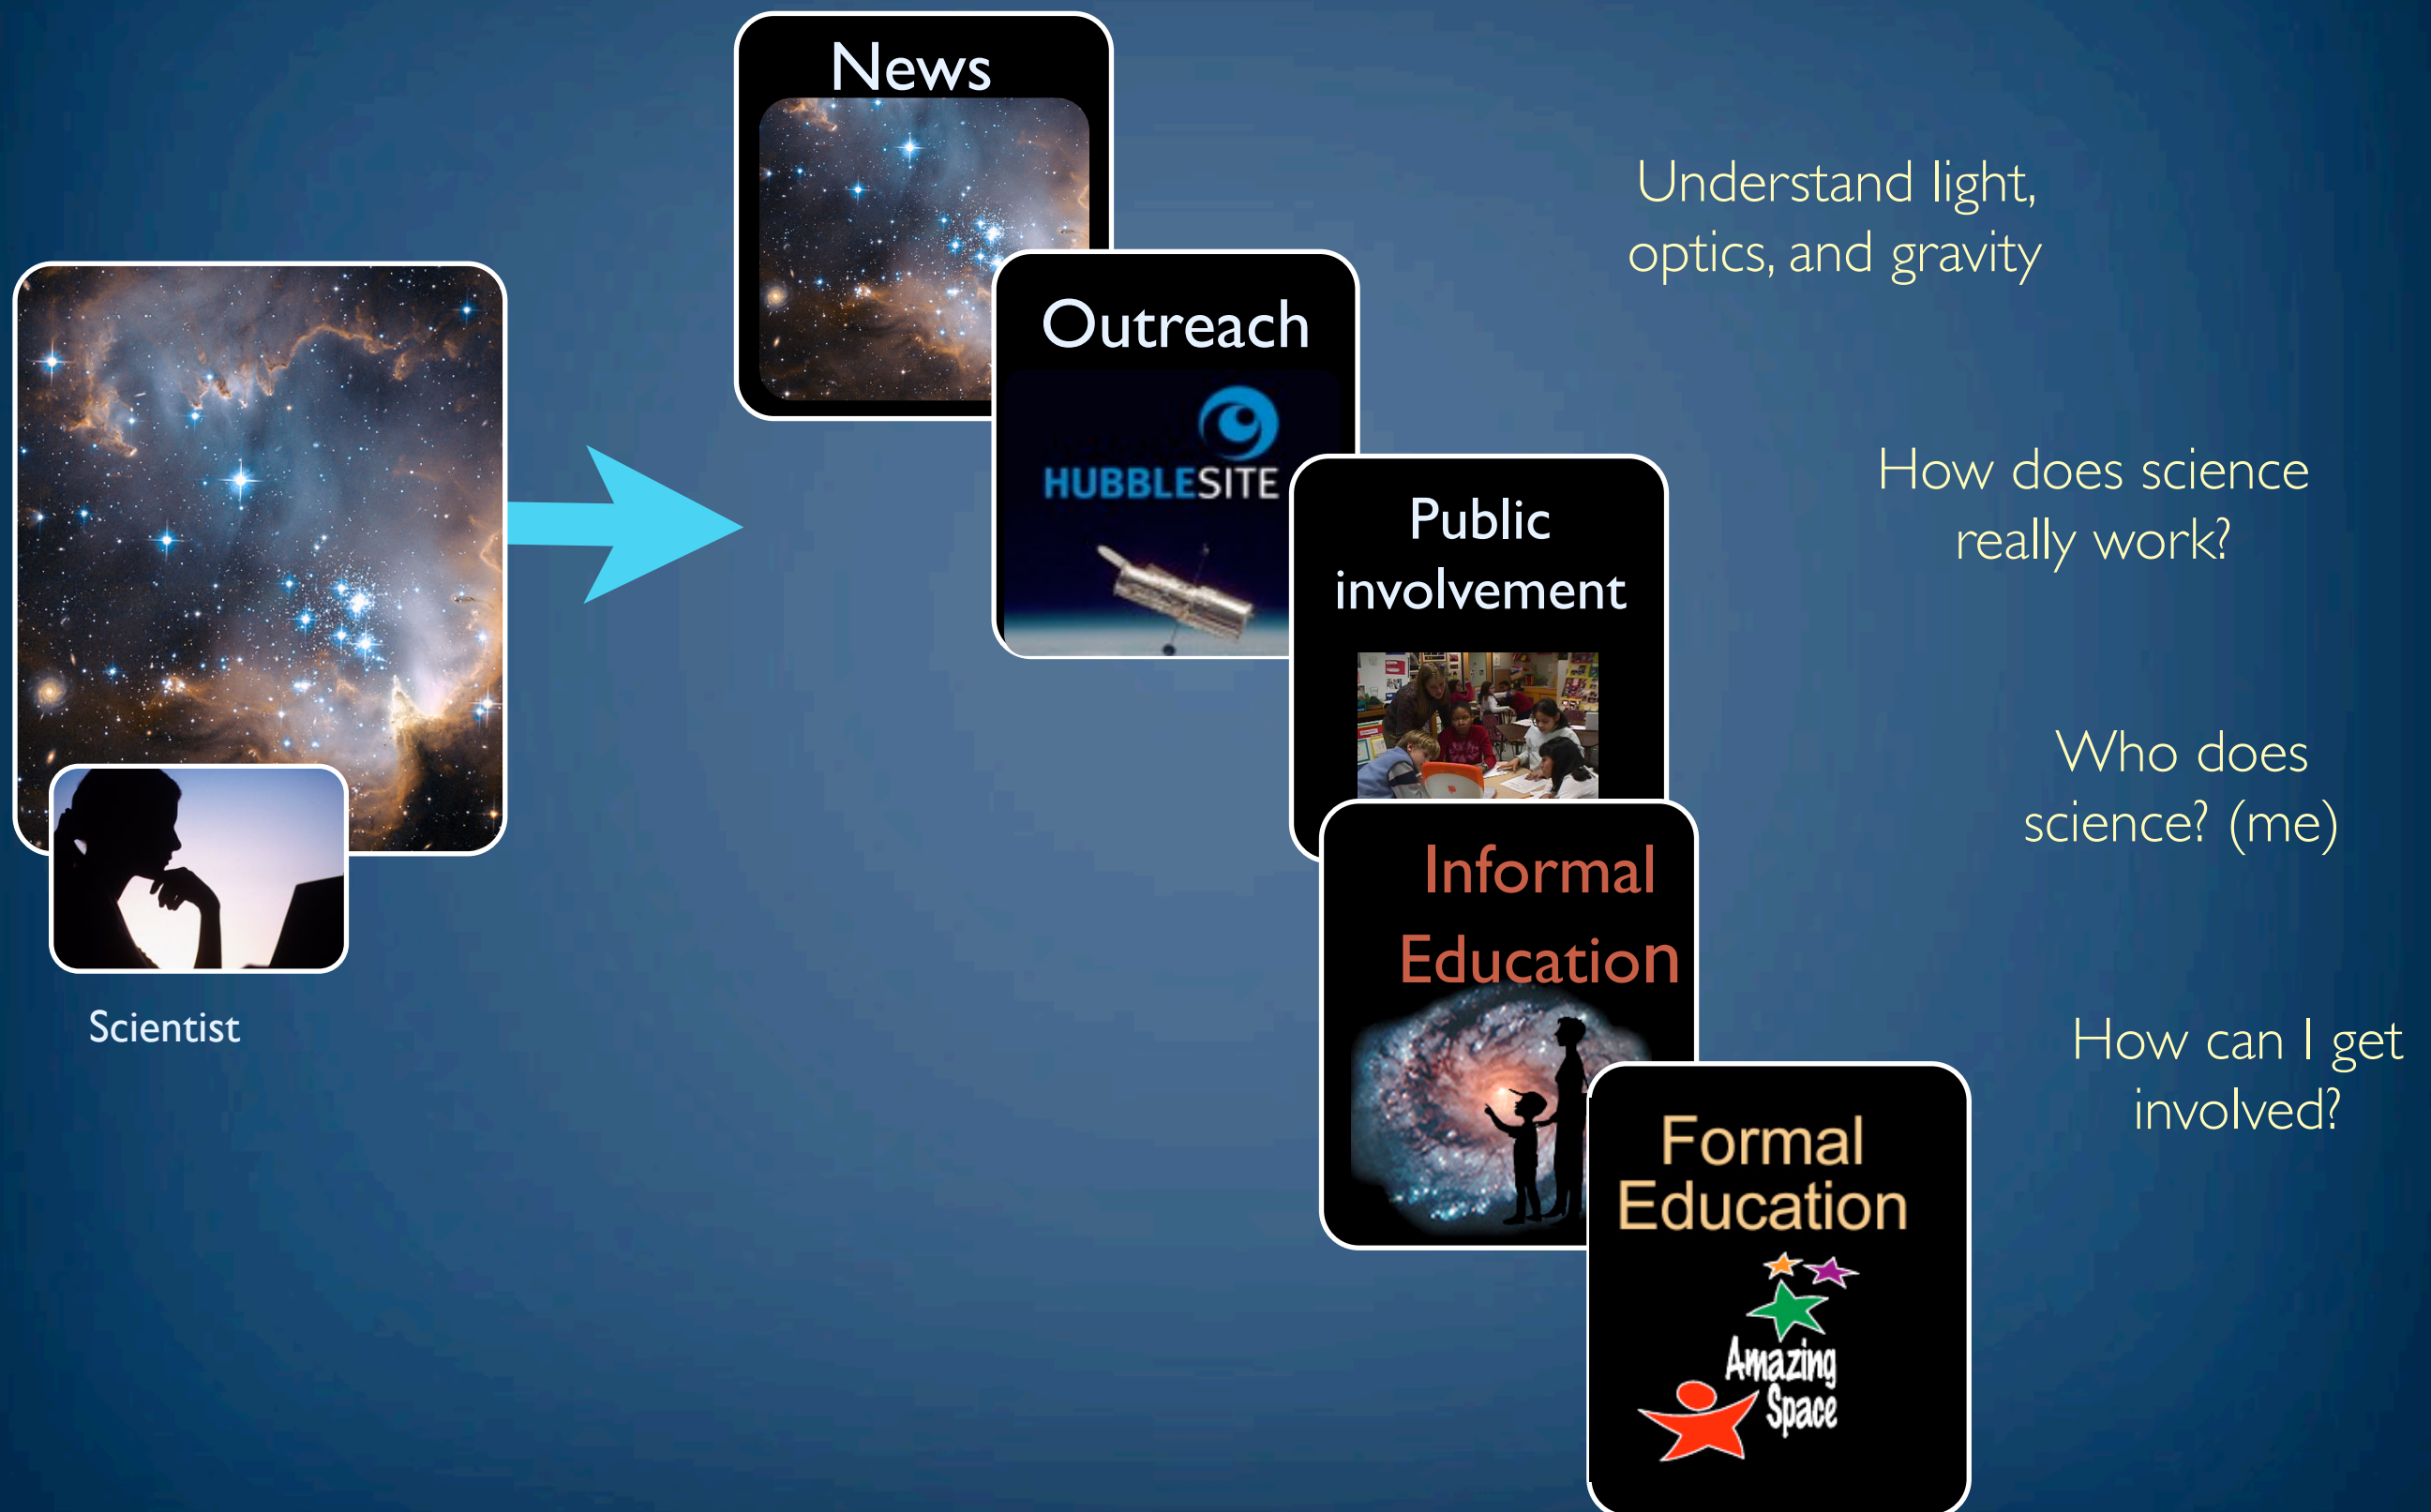 News
Outreach
HUBBLESITE
Public
involvement
Informal
Education
Formal
Education
Amazing
Space
Scientist
Understand light,
optics, and gravity
How does science
really work?
Who does
science? (me)
How can I get
involved?